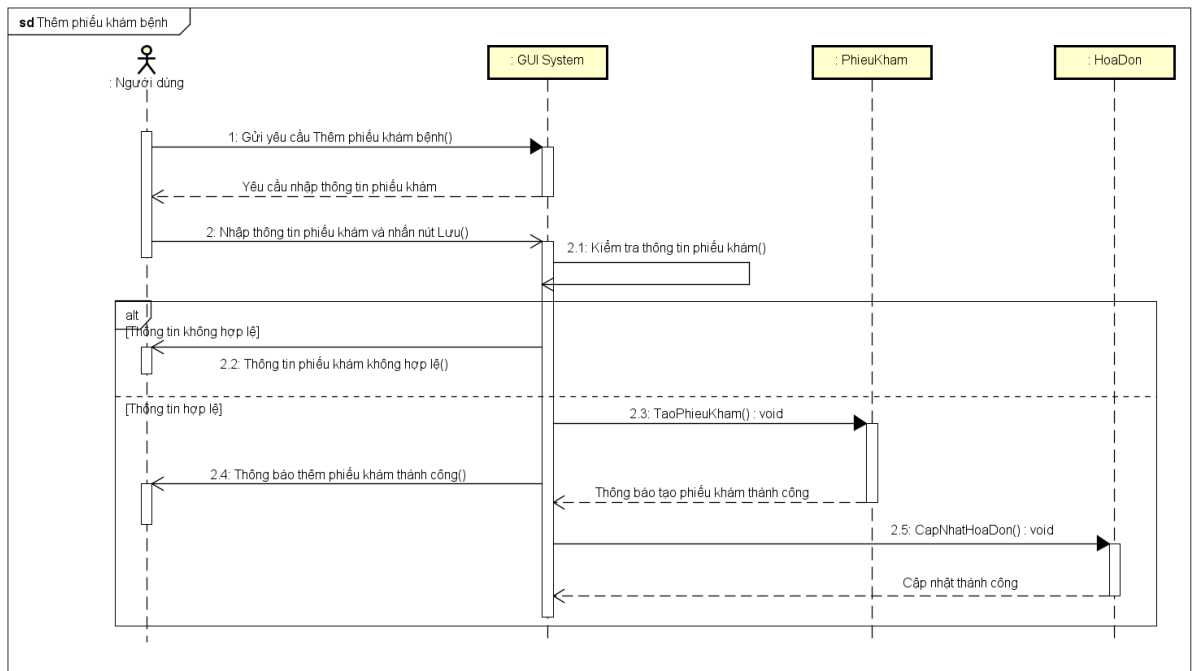 sd Thêm phiếu khám bệnh
: Người dùng
: GUI System
: PhieuKham
: HoaDon
1: Gửi yêu cầu Thêm phiếu khám bệnh()
Yêu cầu nhập thông tin phiếu khám
2: Nhập thông tin phiếu khám và nhấn nút Lưu()
2.1: Kiểm tra thông tin phiếu khám()
alt
[Thông tin không hợp lệ]
2.2: Thông tin phiếu khám không hợp lệ()
[Thông tin hợp lệ]
2.3: TaoPhieuKham() : void
2.4: Thông báo thêm phiếu khám thành công()
Thông báo tạo phiếu khám thành công
2.5: CapNhatHoaDon() : void
Cập nhật thành công